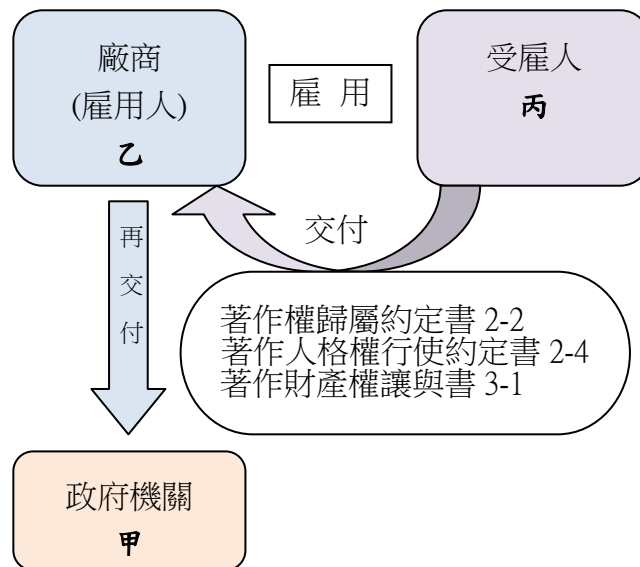 廠商
(雇用人)
乙
雇 用
受雇人
丙
交付
再交付
著作權歸屬約定書 2-2
著作人格權行使約定書 2-4
著作財產權讓與書 3-1
政府機關
甲